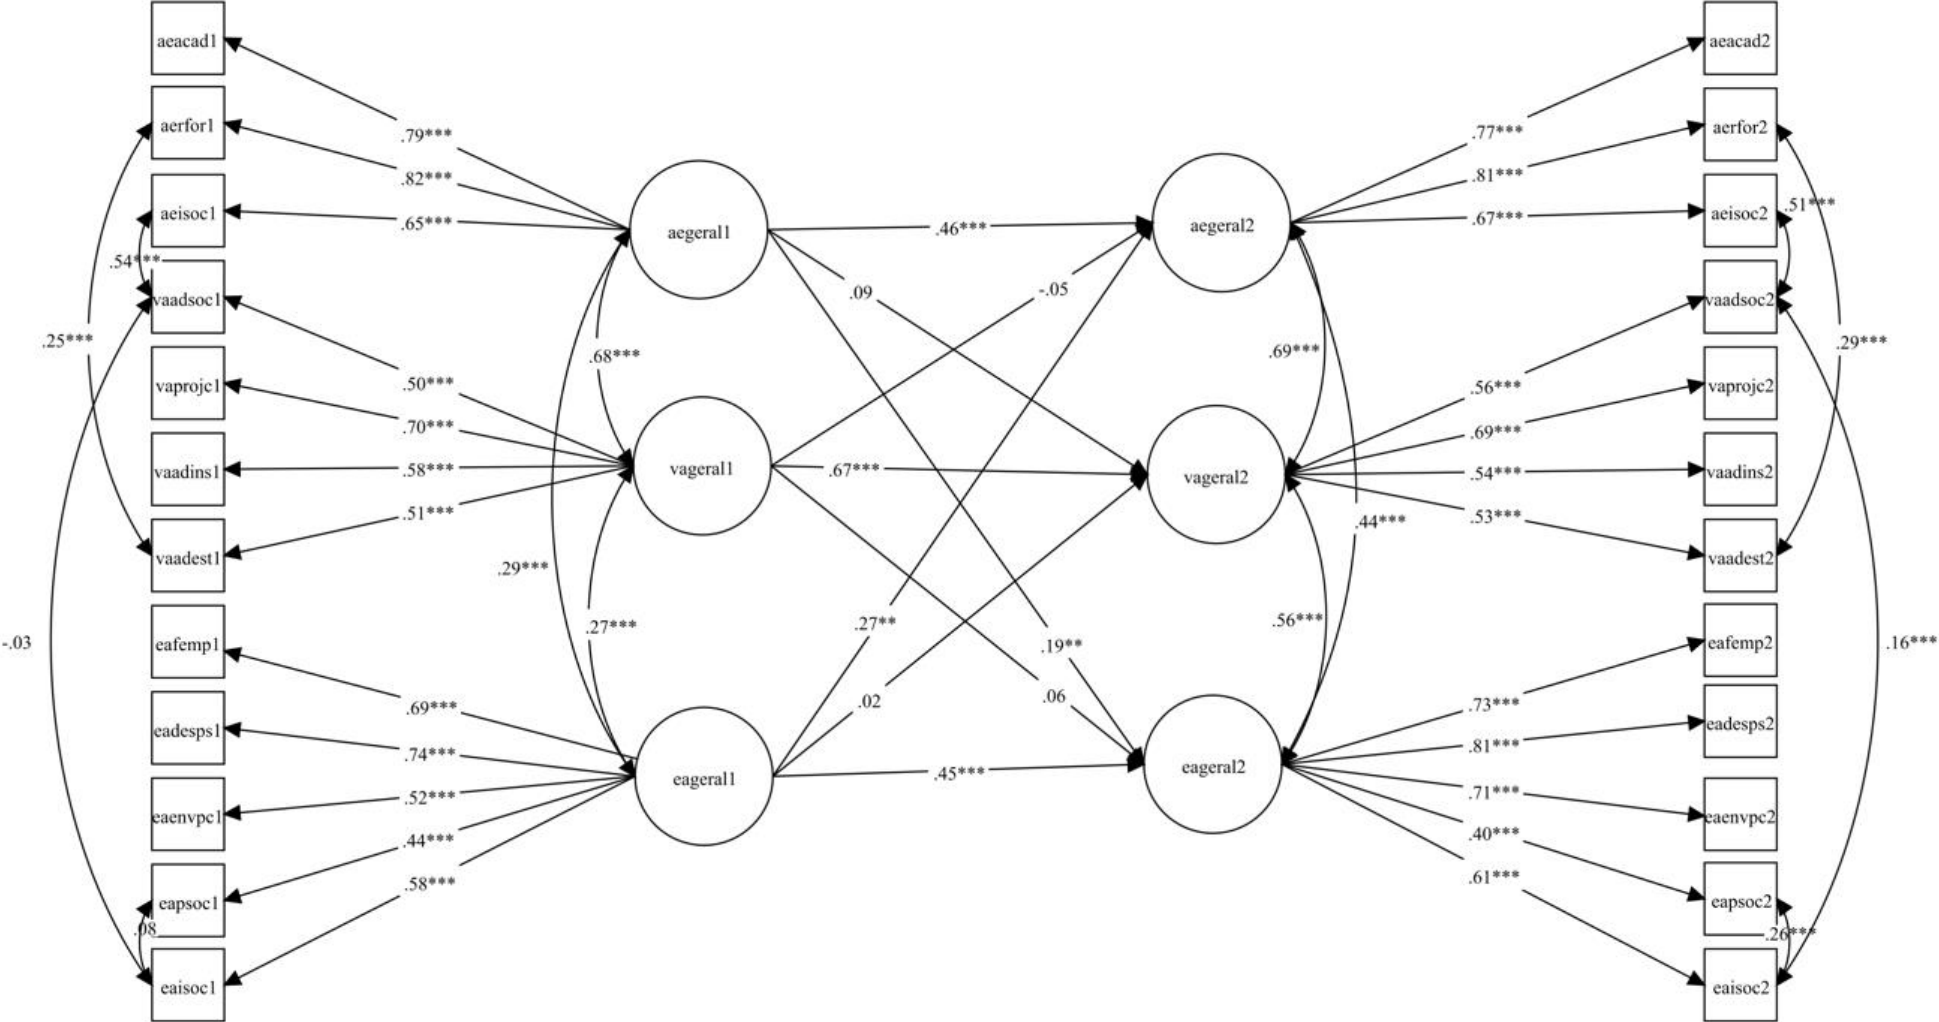 aeacad1
aerfor1
aeisoc1
vaadsoc1
vaprojc1
vaadins1
vaadest1
eafemp1
eadesps1
eaenvpc1
eapsoc1
eaisoc1
.54***
.25***
-.03
.08
.79***
.82***
.65***
.50***
.70***
.58***
.51***
.69***
.74***
.52***
.44***
.58***
aegeral1
vageral1
eageral1
.68***
.29***
.27***
.46***
.09
-.05
.67***
.27**
.19**
.02
.06
.45***
aegeral2
vageral2
eageral2
.69***
.44***
.56***
.77***
.81***
.67***
.56***
.69***
.54***
.53***
.73***
.81***
.71***
.40***
.61***
aeacad2
aerfor2
aeisoc2
vaadsoc2
vaprojc2
vaadins2
vaadest2
eafemp2
eadesps2
eaenvpc2
eapsoc2
eaisoc2
.51***
.29***
.16***
.26***